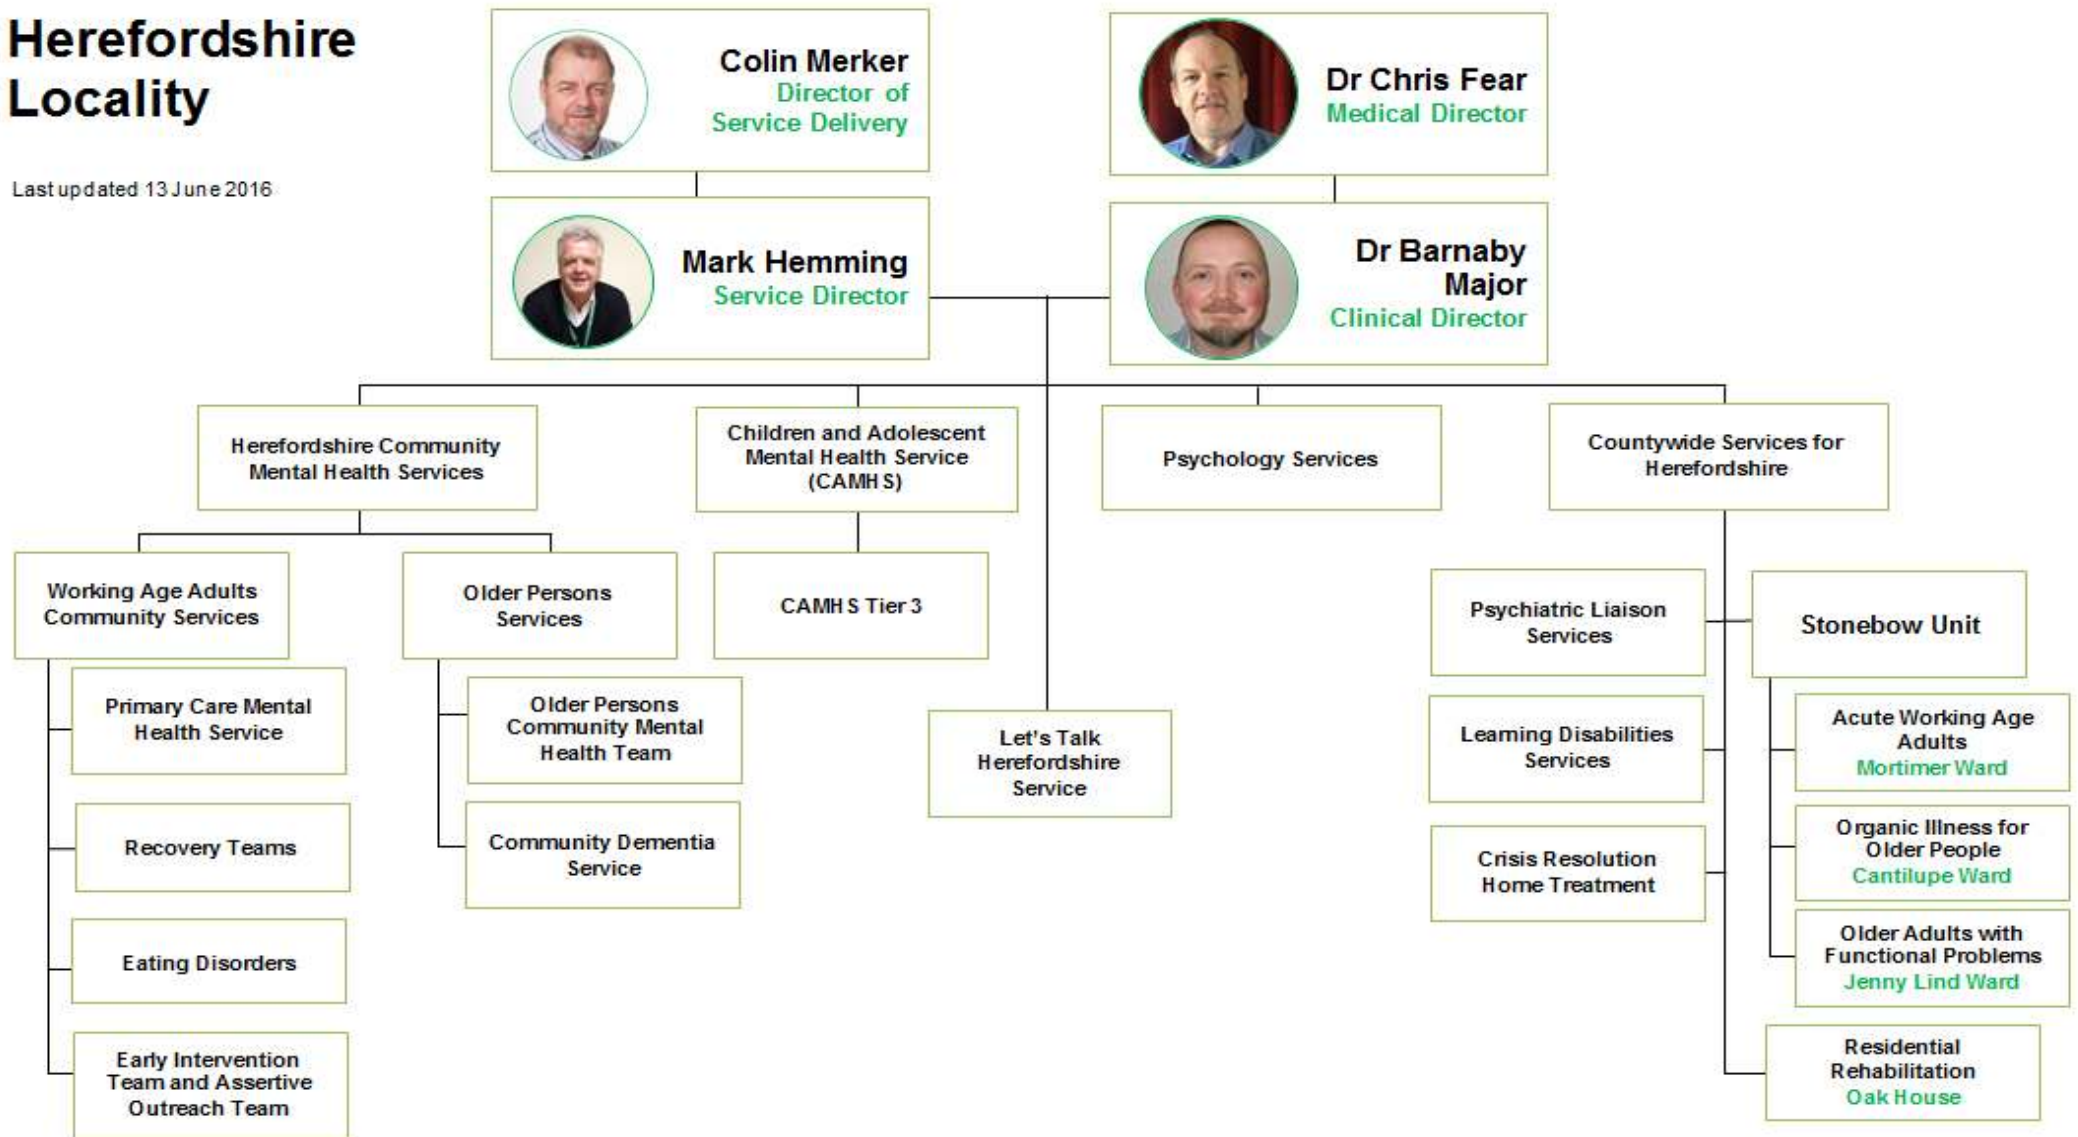 Herefordshire
Locality
Last updated 13 June 2016
Colin Merker
Director of
Service Delivery
Dr Chris Fear
Medical Director
Mark Hemming
Service Director
Dr Barnaby
Major
Clinical Director
Herefordshire Community
Mental Health Services
Children and Adolescent
Mental Health Service
(CAMHS)
Psychology Services
Countywide Services for
Herefordshire
Working Age Adults
Community Services
Older Persons
Services
CAMHS Tier 3
Psychiatric Liaison
Services
Stonebow Unit
Primary Care Mental
Health Service
Older Persons
Community Mental
Health Team
Let's Talk
Herefordshire
Service
Learning Disabilities
Services
Acute Working Age
Adults
Mortimer Ward
Recovery Teams
Community Dementia
Service
Crisis Resolution
Home Treatment
Organic Illness for
Older People
Cantilupe Ward
Eating Disorders
Older Adults with
Functional Problems
Jenny Lind Ward
Early Intervention
Team and Assertive
Outreach Team
Residential
Rehabilitation
Oak House